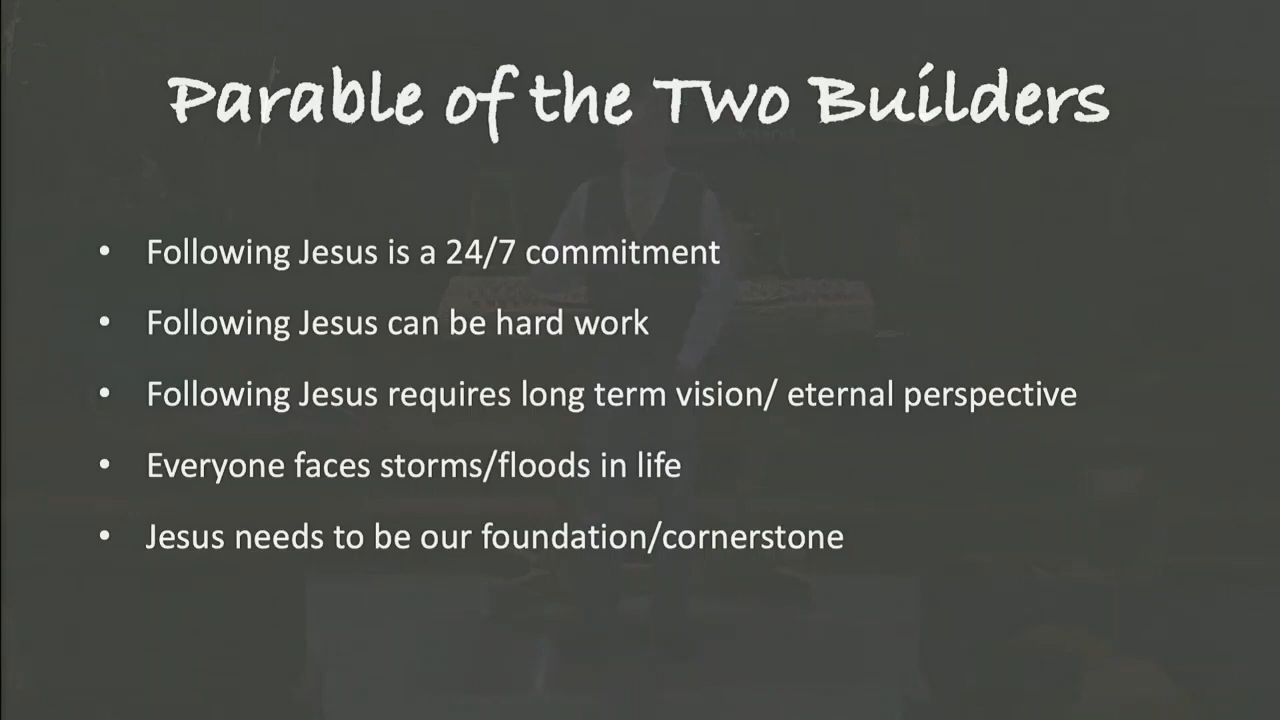 Parable of the Two Builders
• Following Jesus is a 24/7 commitment
• Following Jesus can be hard work
• Following Jesus requires long term vision/ eternal perspective
• Everyone faces storms/floods in life
• Jesus needs to be our foundation/cornerstone